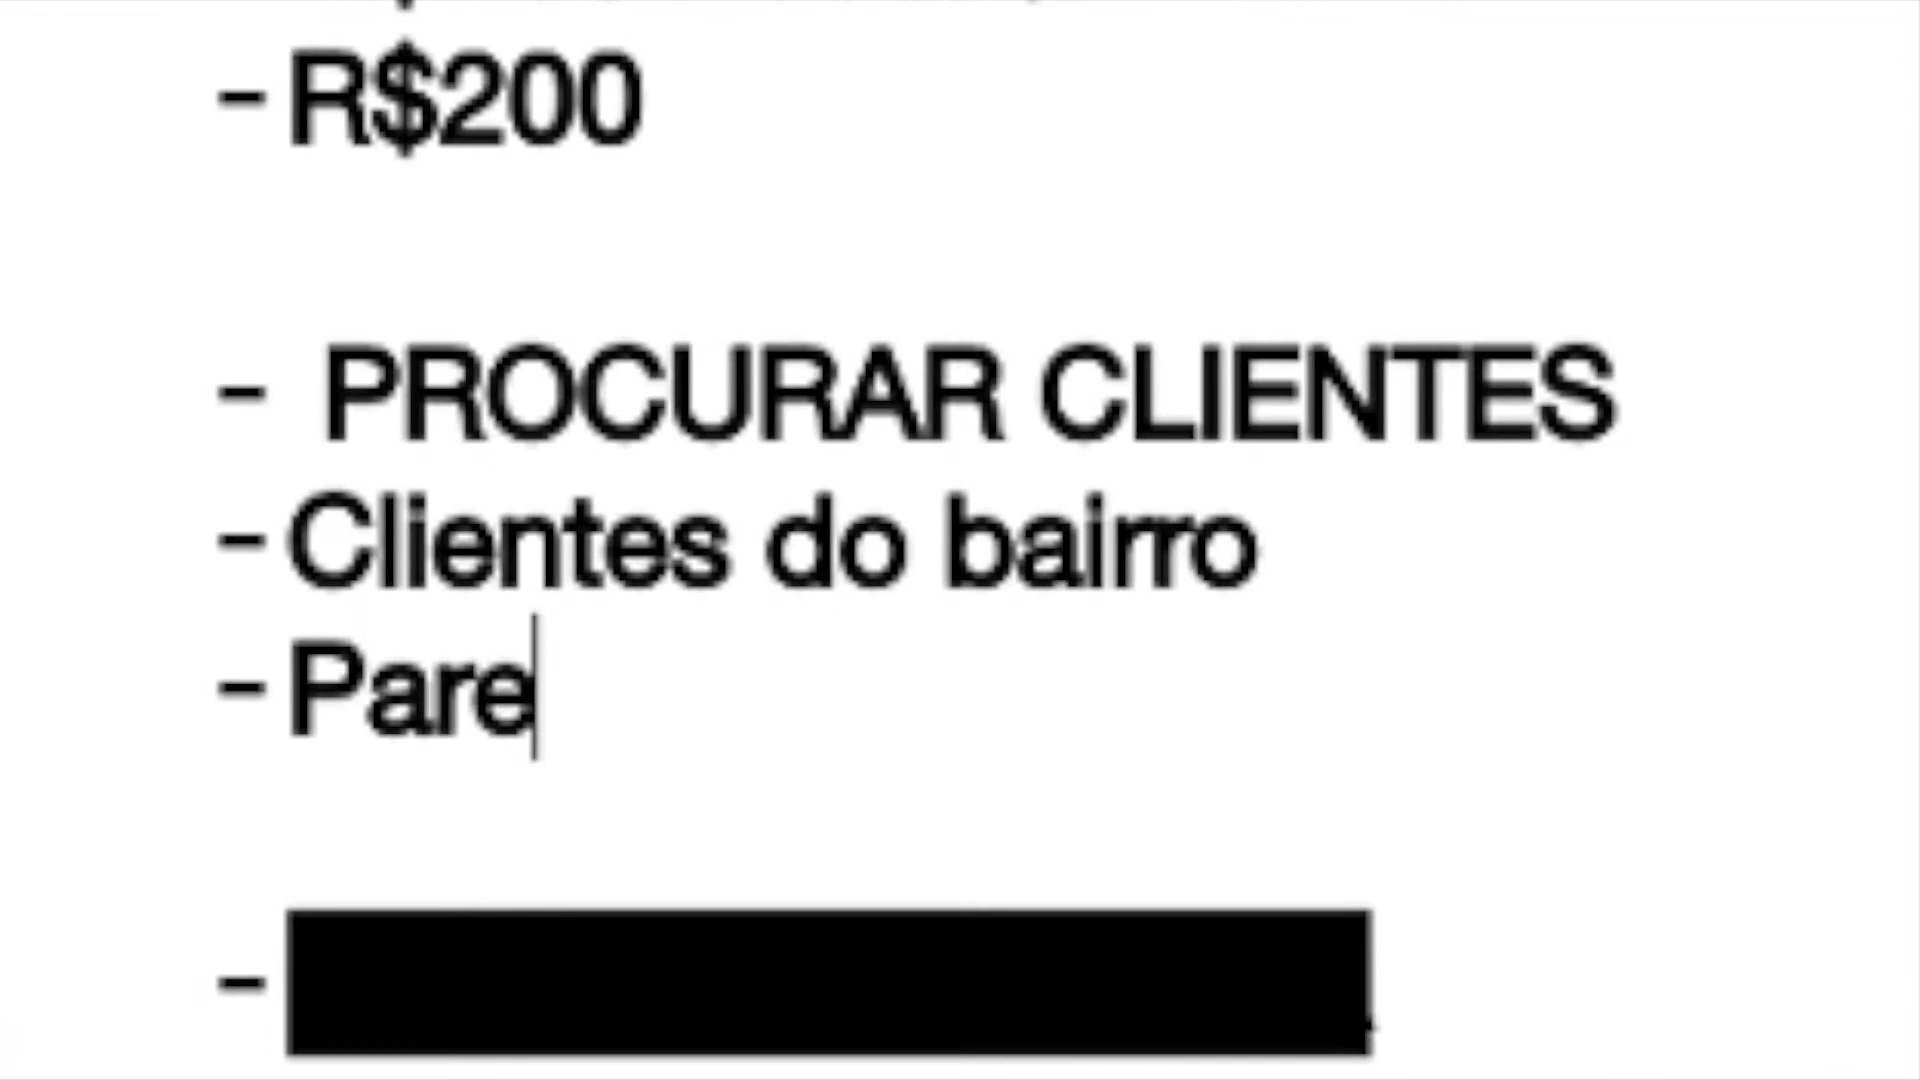 - R$200
- PROCURAR CLIENTES
- Clientes do bairro
- Pare
-